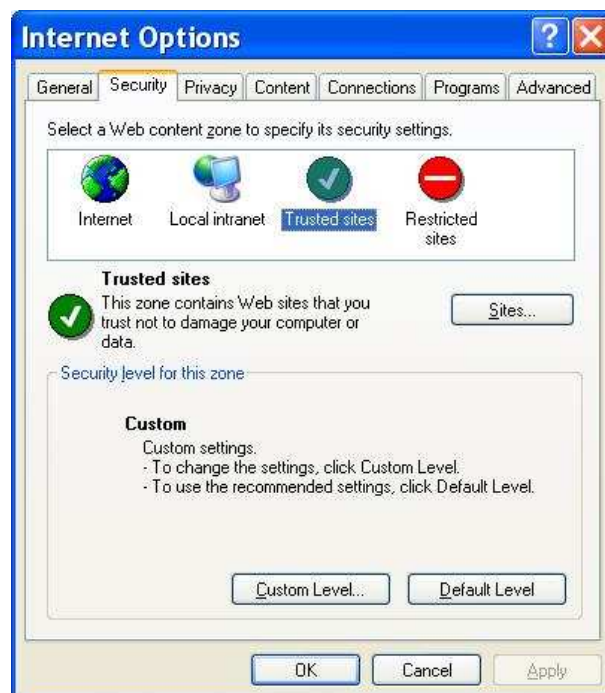 Internet Options
General Security Privacy Content Connections Programs Advanced
Select a Web content zone to specify its security settings.
Internet Local intranet Trusted sites Restricted
sites
Trusted sites
This zone contains Web sites that you
trust not to damage your computer or
data.
Sites...
Security level for this zone
Custom
Custom settings.
- To change the settings, click Custom Level.
- To use the recommended settings, click Default Level.
Custom Level... Default Level
OK Cancel Apply